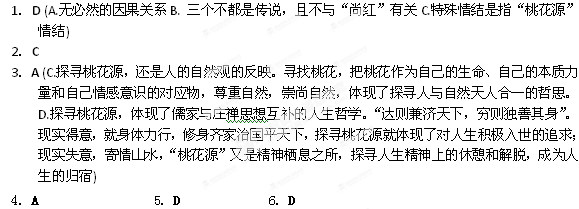 1. D (A.无必然的因果关系 B. 三个不都是传说，且不与“尚红”有关 C.特殊情结是指“桃花源”
情结)
2. C
3. A (C.探寻桃花源，还是人的自然观的反映。寻找桃花，把桃花作为自己的生命、自己的本质力
量和自己情感意识的对应物，尊重自然，崇尚自然，体现了探寻人与自然天人合一的哲思。
D.探寻桃花源，体现了儒家与庄禅思想互补的人生哲学。“达则兼济天下，穷则独善其身”。
现实得意，就身体力行，修身齐家治国平天下，探寻桃花源就体现了对人生积极入世的追求；
现实失意，寄情山水，“桃花源”又是精神栖息之所，探寻人生精神上的休憩和解脱，成为人
生的归宿)
4. A 5. D 6. D